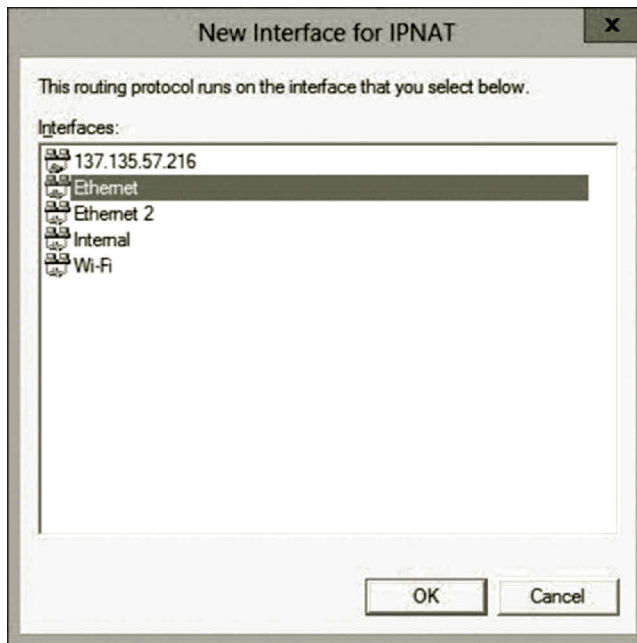 New Interface for IPNAT
x
This routing protocol runs on the interface that you select below.
Interfaces:
137.135.57.216
Ethernet
Ethernet 2
Internal
Wi-Fi
OK
Cancel